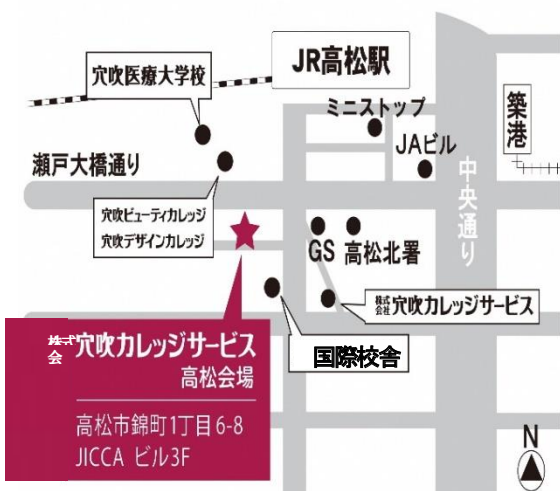 JR高松駅
穴吹医療大学校
ミニストップ
築港
JAビル
瀬戸大橋通り
中央通り
穴吹ビューティカレッジ
穴吹デザインカレッジ
GS
高松北署
株式会社穴吹カレッジサービス
国際校舎
株式会
穴吹カレッジサービス
高松会場
高松市錦町1丁目6-8
JICCA ビル3F
N